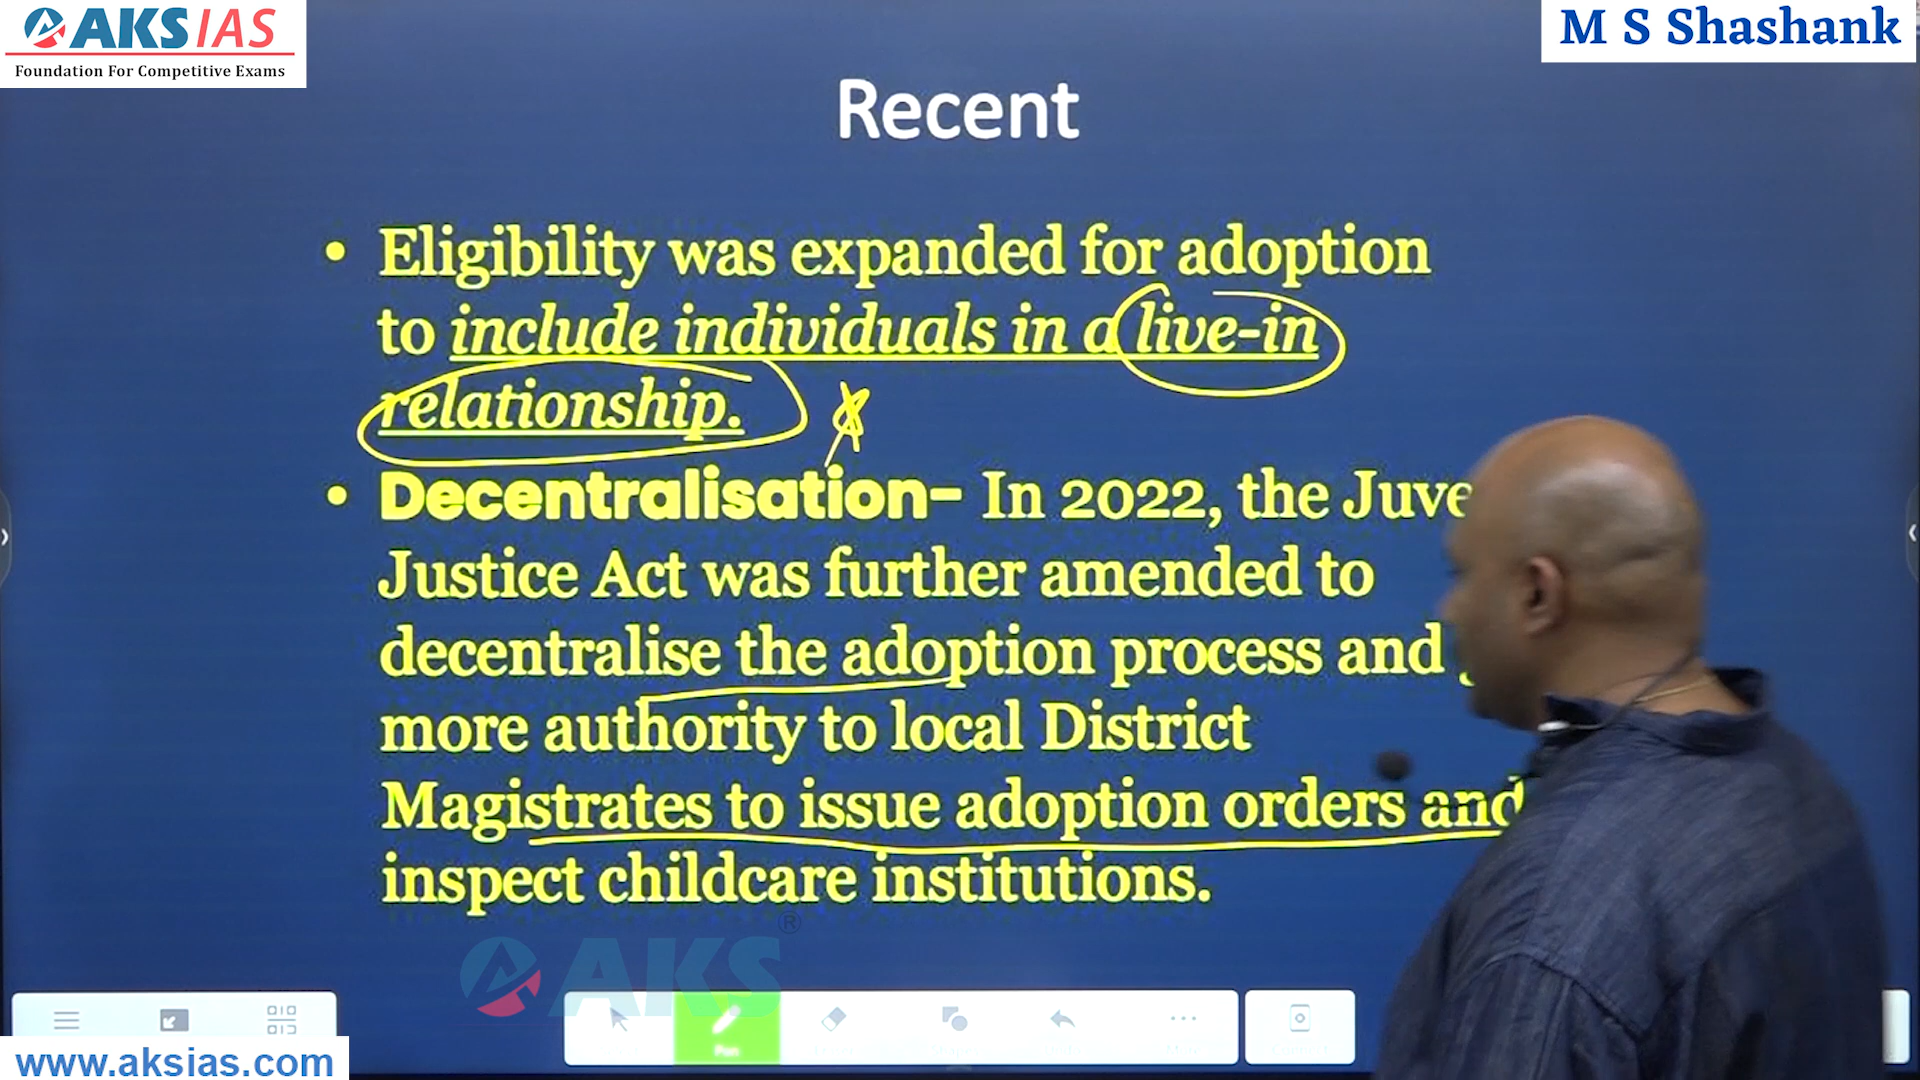 AKS IAS
Foundation For Competitive Exams
M S Shashank
Recent
• Eligibility was expanded for adoption
to include individuals in a live-in
relationship.
• Decentralisation- In 2022, the
Justice Act was further amended to
decentralise the adoption process and
more authority to local District
Magistrates to issue adoption orders and
inspect childcare institutions.
AKS®
Pen
More
www.aksias.com